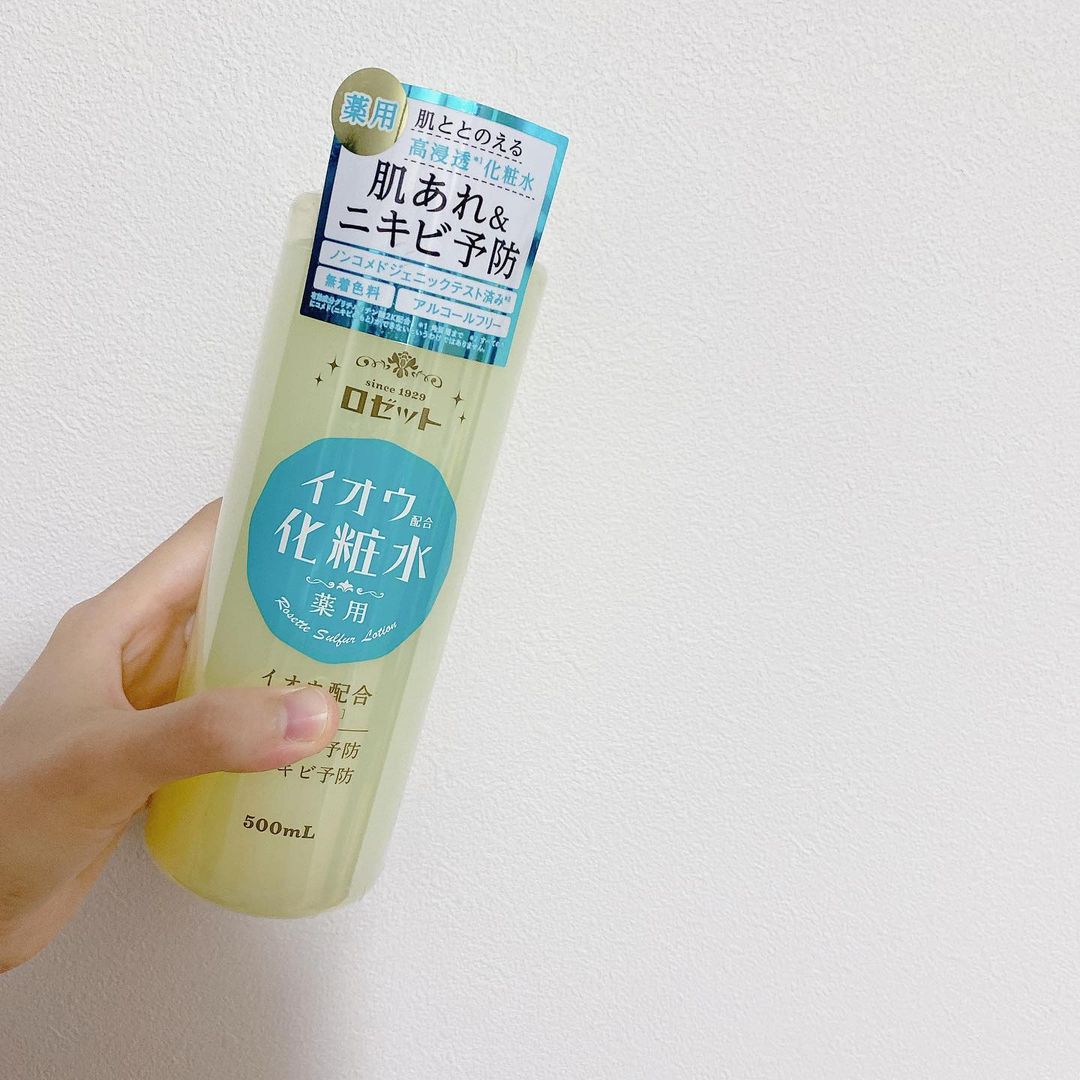 薬用
肌ととのえる
高浸透*1化粧水
肌あれ&
ニキビ予防
ノンコメドジェニックテスト済み*2
無着色料
アルコールフリー
since 1929
ロゼット
イオウ
配合
化粧水
薬用
Rosette Sulfur Lotion
イオウ配合
予防
キビ予防
500mL